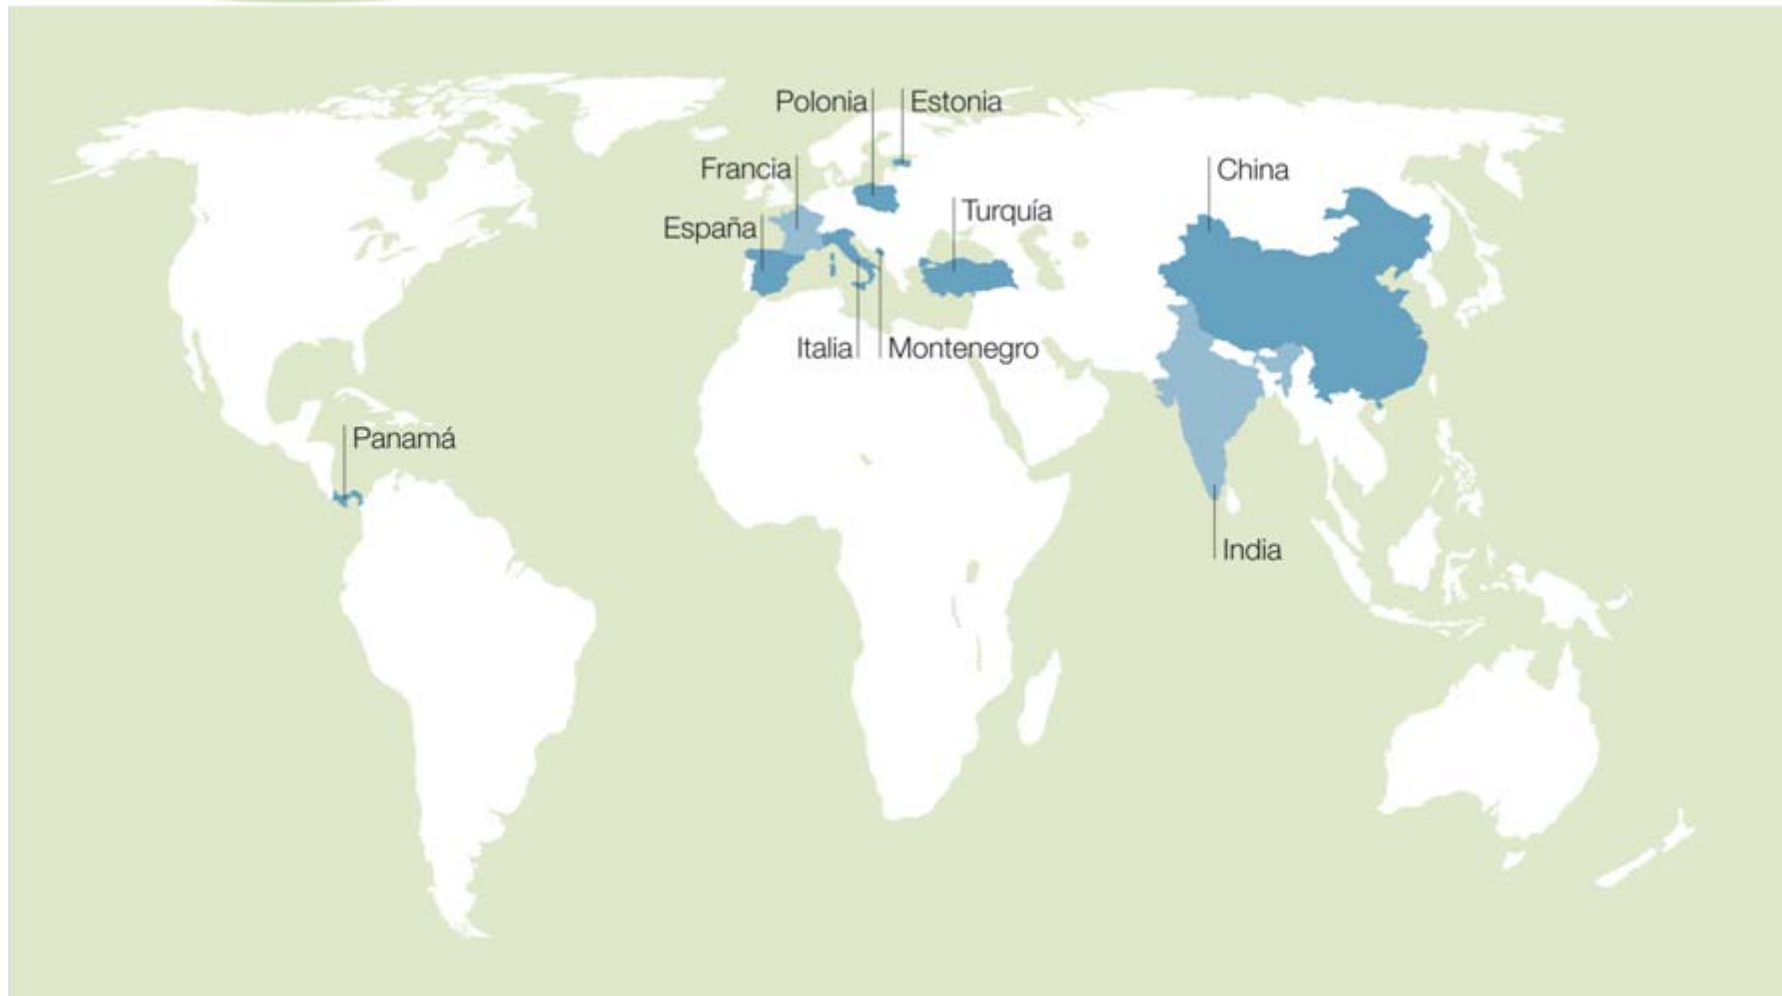 Polonia
Estonia
Francia
China
Turquía
España
Italia
Montenegro
Panamá
India